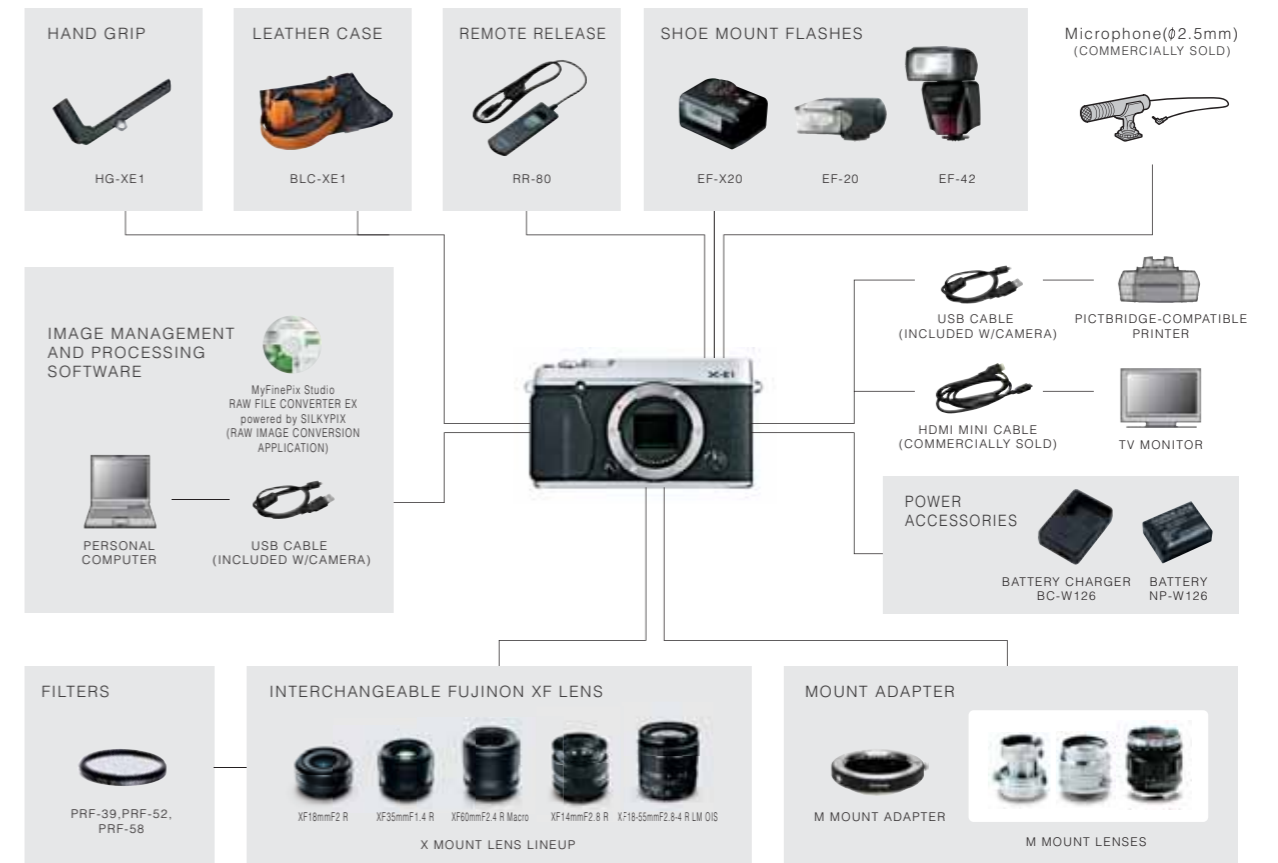 HAND GRIP
HG-XE1
LEATHER CASE
BLC-XE1
REMOTE RELEASE
RR-80
SHOE MOUNT FLASHES
EF-X20
EF-20
EF-42
Microphone(ϕ2.5mm)
(COMMERCIALLY SOLD)
IMAGE MANAGEMENT
AND PROCESSING
SOFTWARE
MyFinePix Studio
RAW FILE CONVERTER EX
powered by SILKYPIX
(RAW IMAGE CONVERSION
APPLICATION)
PERSONAL
COMPUTER
USB CABLE
(INCLUDED W/CAMERA)
X-E1
USB CABLE
(INCLUDED W/CAMERA)
PICTBRIDGE-COMPATIBLE
PRINTER
HDMI MINI CABLE
(COMMERCIALLY SOLD)
TV MONITOR
POWER
ACCESSORIES
BATTERY CHARGER
BC-W126
BATTERY
NP-W126
FILTERS
PRF-39,PRF-52,
PRF-58
INTERCHANGEABLE FUJINON XF LENS
XF18mmF2 R
XF35mmF1.4 R
XF60mmF2.4 R Macro
XF14mmF2.8 R
XF18-55mmF2.8-4 R LM OIS
X MOUNT LENS LINEUP
MOUNT ADAPTER
M MOUNT ADAPTER
M MOUNT LENSES